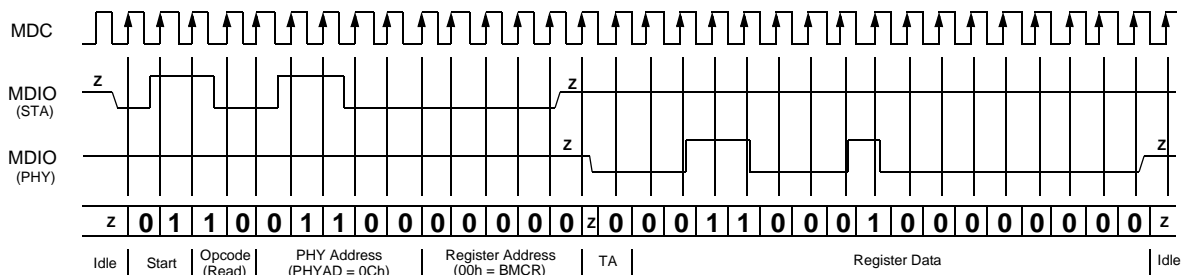 MDC
z
MDIO
(STA)
z
MDIO
(PHY)
z
z
z 0 1 1 0 0 1 1 0 0 0 0 0 0 0 z 0 0 0 1 1 0 0 0 1 0 0 0 0 0 0 0 0 z
Idle Start Opcode (Read) PHY Address (PHYAD = 0Ch) Register Address (00h = BMCR) TA Register Data Idle